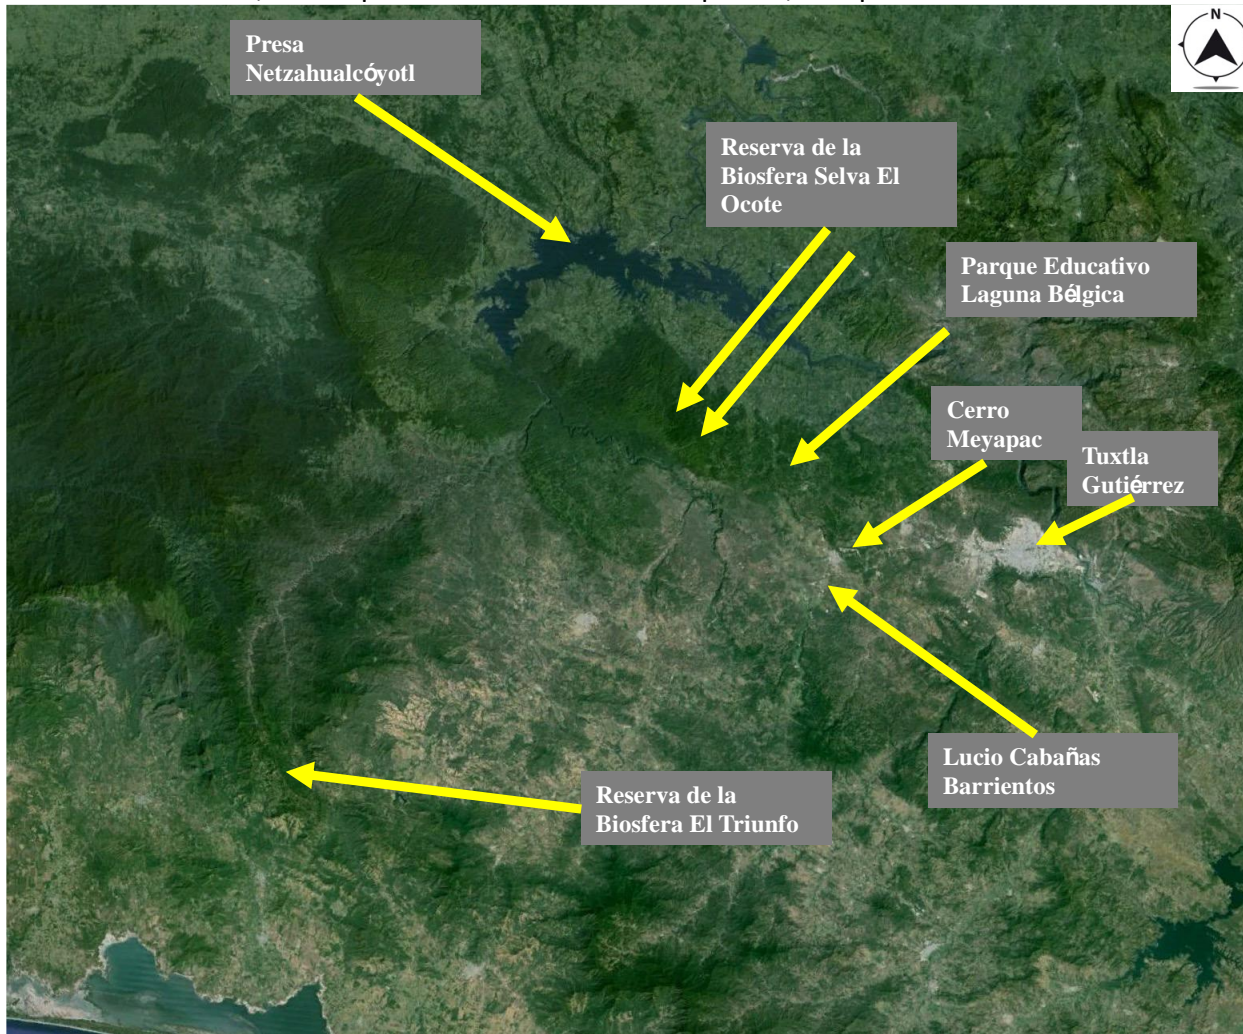 N
Presa
Netzahualcóyotl
Reserva de la
Biosfera Selva El
Ocote
Parque Educativo
Laguna Bélgica
Cerro
Meyapac
Tuxtla
Gutiérrez
Lucio Cabañas
Barrientos
Reserva de la
Biosfera El Triunfo